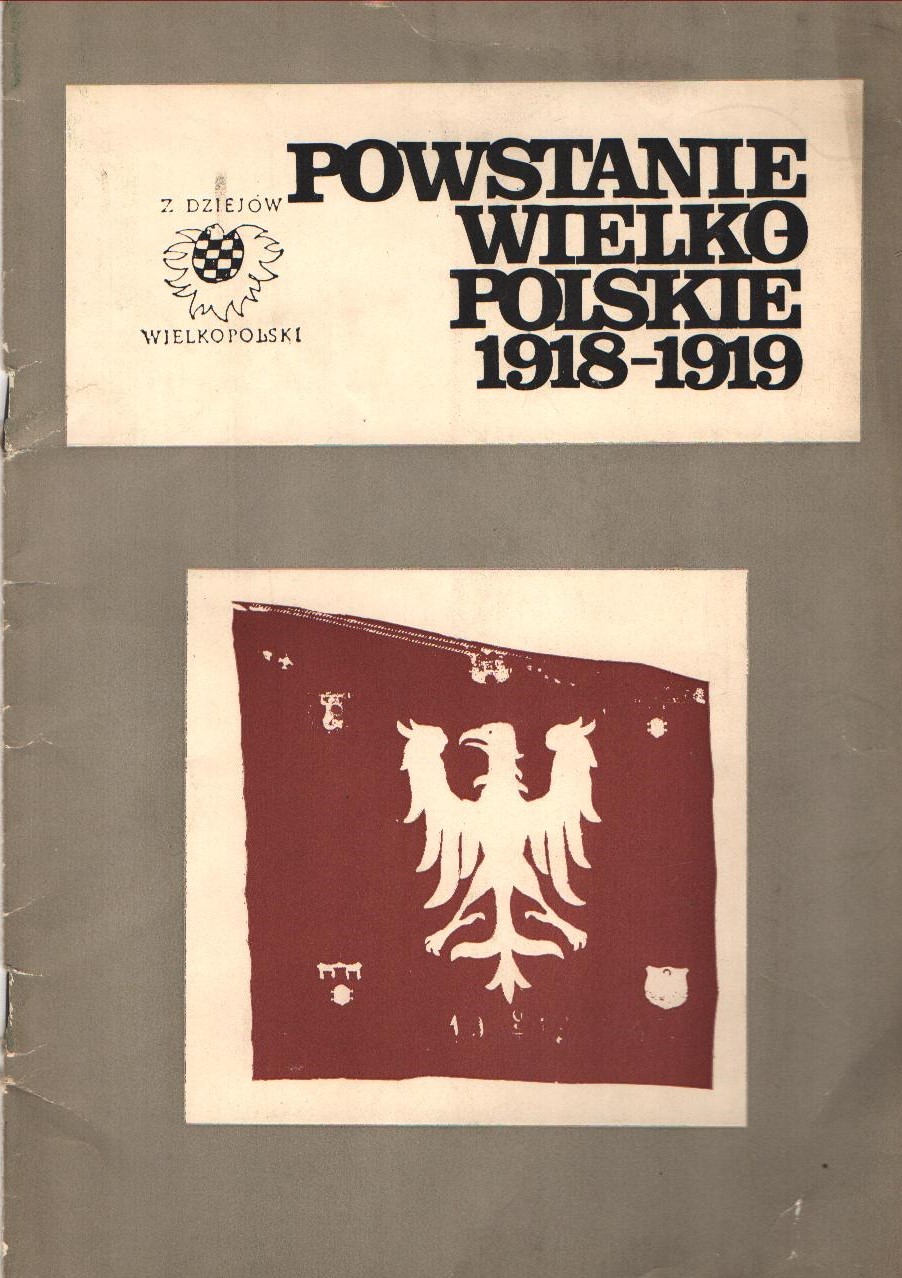 Z DZIEJÓW
WIELKOPOLSKI
POWSTANIE
WIELKO
POLSKIE
1918-1919